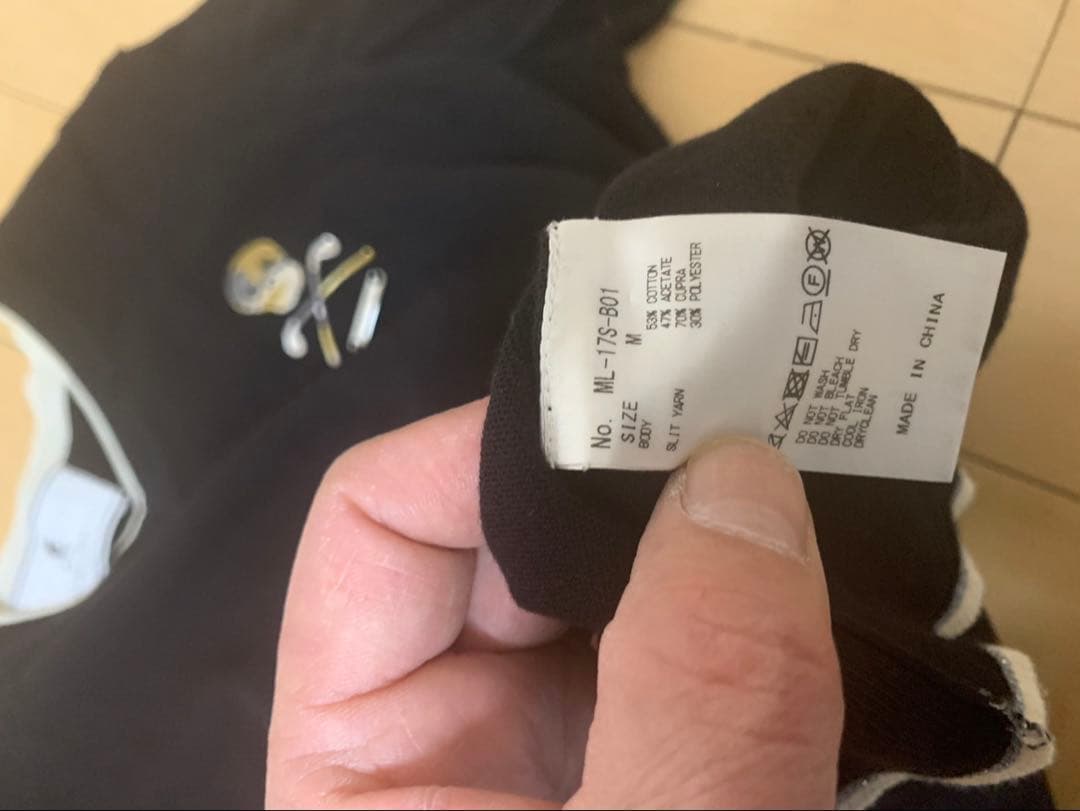 No. ML-17S-B01
SIZE M
BODY 53% COTTON
47% ACETATE
SLIT YARN 70% CUPRA
30% POLYESTER
F
W
DO NOT WASH
DO NOT BLEACH
DO NOT TUMBLE DRY
DRY FLAT
COOL IRON
DRYCLEAN
MADE IN CHINA